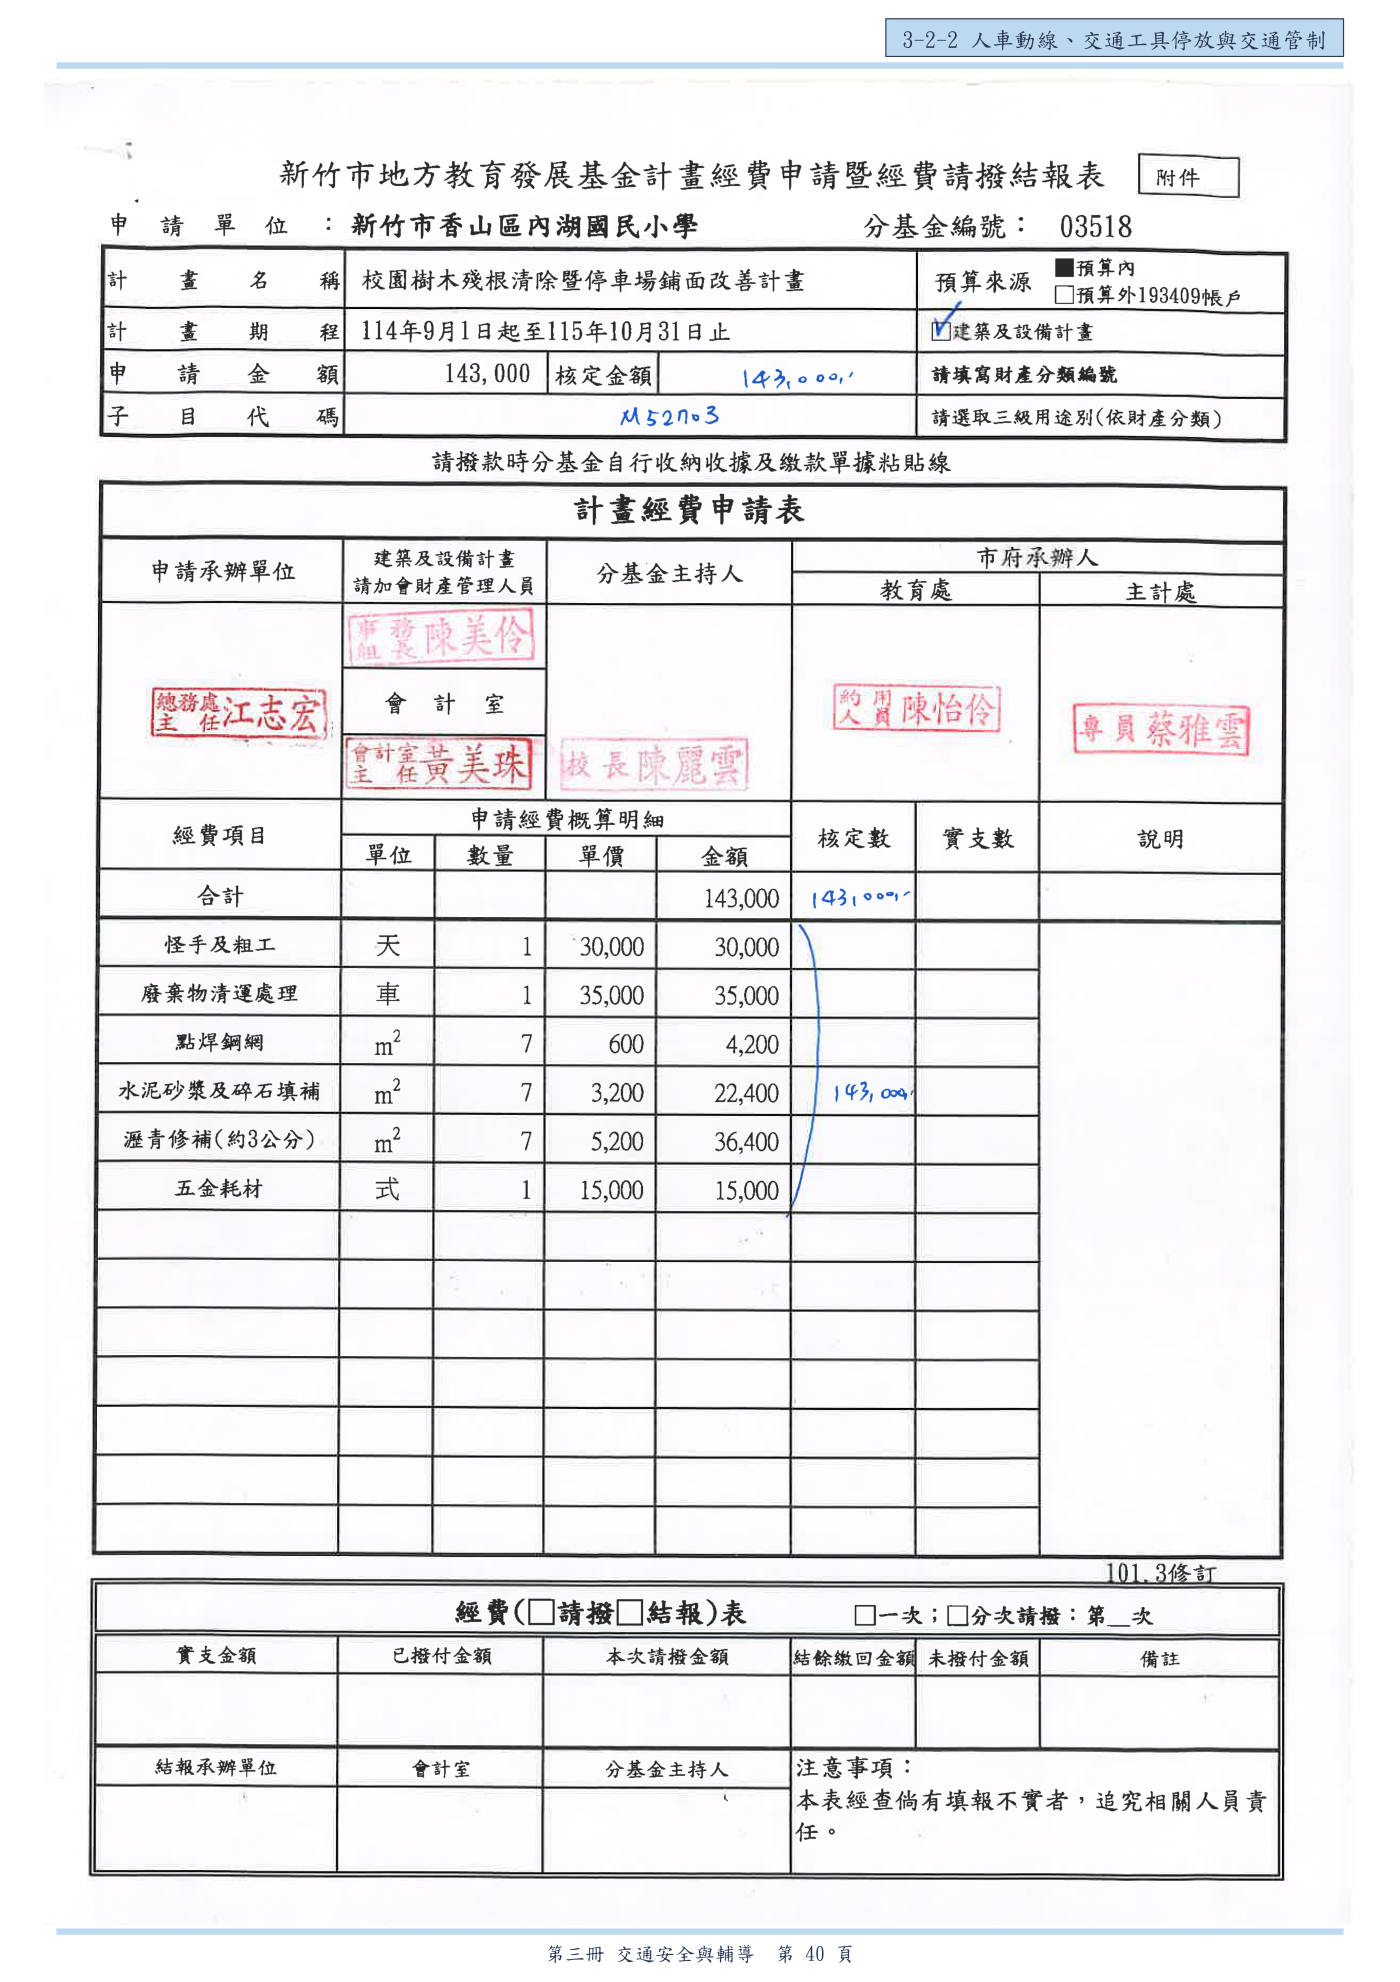 3-2-2 人車動線、交通工具停放與交通管制
新竹市地方教育發展基金計畫經費申請暨經費請撥結報表 附件
申請單位：新竹市香山區內湖國民小學 分基金編號： 03518
計畫名稱 校園樹木殘根清除暨停車場鋪面改善計畫 預算來源 ■預算內
□預算外193409帳戶
計畫期程 114年9月1日起至115年10月31日止 ☑建築及設備計畫
申請金額 143,000 核定金額 143,000.- 請填寫財產分類編號
子目代碼 M52703 請選取三級用途別(依財產分類)
請撥款時分基金自行收納收據及繳款單據粘貼線
計畫經費申請表
申請承辦單位 建築及設備計畫 分基金主持人 市府承辦人
請加會財產管理人員 教育處 主計處
事務組長 陳美伶
會計室
總務處主任 江志宏 約用人員 陳怡伶 專員 蔡雅雲
會計室主任 黃美珠 校長 陳麗雲
經費項目 申請經費概算明細 核定數 實支數 說明
單位 數量 單價 金額
合計 143,000 143,000.-
怪手及粗工 天 1 30,000 30,000
廢棄物清運處理 車 1 35,000 35,000
點焊鋼網 m² 7 600 4,200
水泥砂漿及碎石填補 m² 7 3,200 22,400 143,000.-
瀝青修補(約3公分) m² 7 5,200 36,400
五金耗材 式 1 15,000 15,000
101.3修訂
經費(□請撥□結報)表 □一次；□分次請撥：第__次
實支金額 已撥付金額 本次請撥金額 結餘繳回金額 未撥付金額 備註
結報承辦單位 會計室 分基金主持人 注意事項：
本表經查倘有填報不實者，追究相關人員責
任。
第三冊 交通安全與輔導 第 40 頁